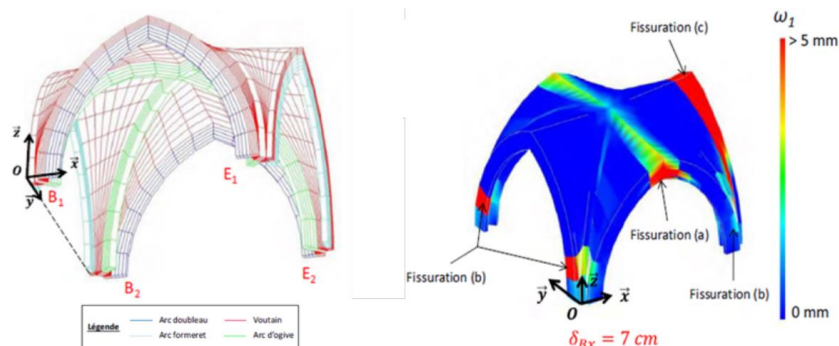 z⃗
O
x⃗
y⃗
B1
B2
E1
E2
Légende
Arc doubleau
Voutain
Arc formeret
Arc d'ogive
ω1
> 5 mm
0 mm
Fissuration (c)
Fissuration (a)
Fissuration (b)
Fissuration (b)
y⃗
z⃗
x⃗
O
δBx = 7 cm